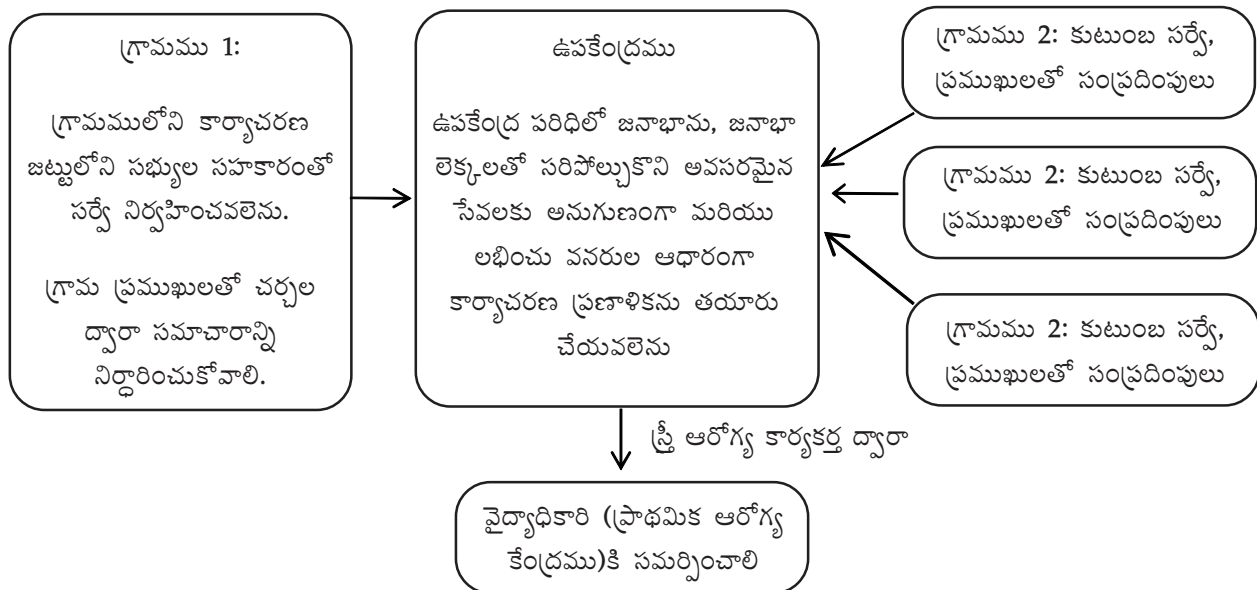 గ్రామము 1:
గ్రామములోని కార్యాచరణ
జట్టులోని సభ్యుల సహకారంతో
సర్వే నిర్వహించవలెను.
గ్రామ ప్రముఖులతో చర్చల
ద్వారా సమాచారాన్ని
నిర్ధారించుకోవాలి.
ఉపకేంద్రము
ఉపకేంద్ర పరిధిలో జనాభాను, జనాభా
లెక్కలతో సరిపోల్చుకొని అవసరమైన
సేవలకు అనుగుణంగా మరియు
లభించు వనరుల ఆధారంగా
కార్యాచరణ ప్రణాళికను తయారు
చేయవలెను
గ్రామము 2: కుటుంబ సర్వే,
ప్రముఖులతో సంప్రదింపులు
గ్రామము 2: కుటుంబ సర్వే,
ప్రముఖులతో సంప్రదింపులు
గ్రామము 2: కుటుంబ సర్వే,
ప్రముఖులతో సంప్రదింపులు
స్త్రీ ఆరోగ్య కార్యకర్త ద్వారా
వైద్యాధికారి (ప్రాథమిక ఆరోగ్య
కేంద్రము)కి సమర్పించాలి